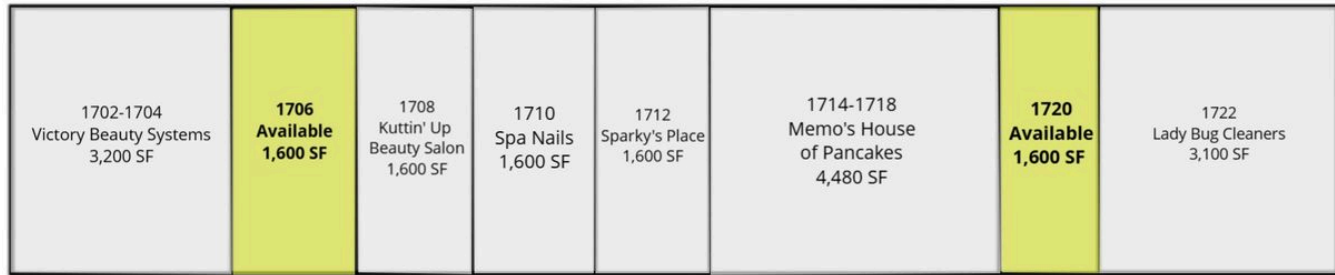 1702-1704
Victory Beauty Systems
3,200 SF
1706
Available
1,600 SF
1708
Kuttin' Up
Beauty Salon
1,600 SF
1710
Spa Nails
1,600 SF
1712
Sparky's Place
1,600 SF
1714-1718
Memo's House
of Pancakes
4,480 SF
1720
Available
1,600 SF
1722
Lady Bug Cleaners
3,100 SF